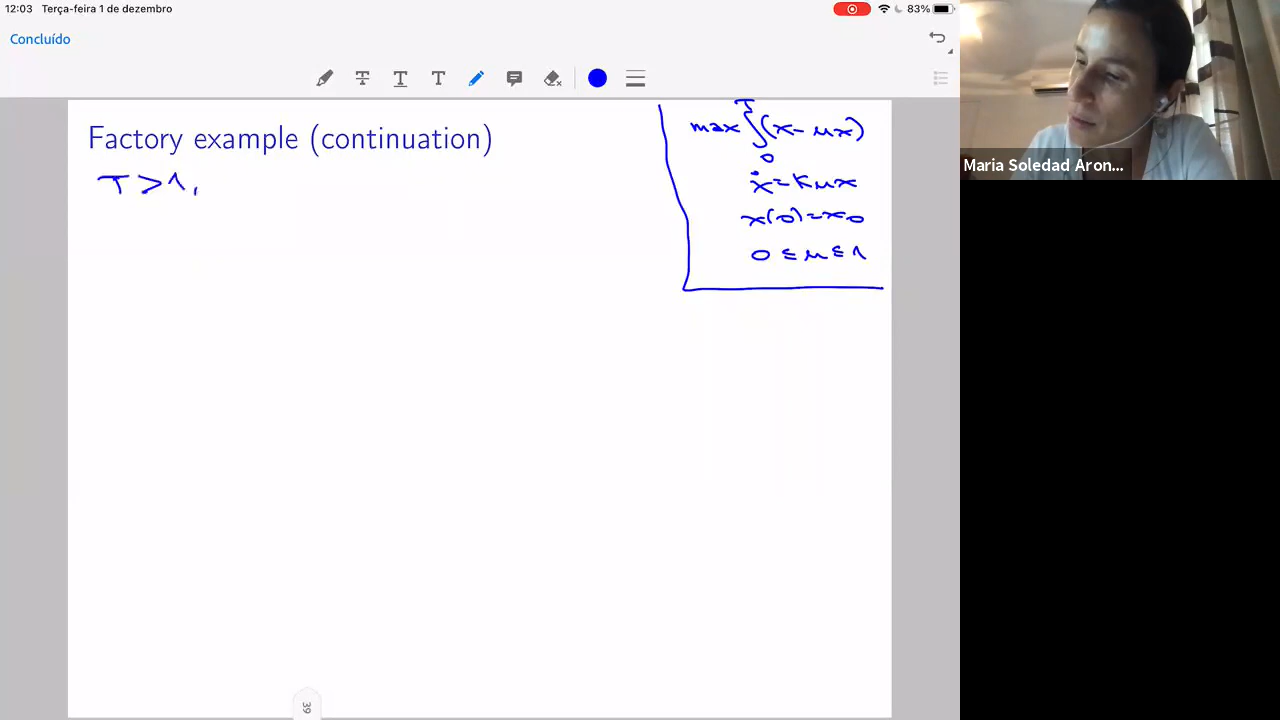 12:03 Terça-feira 1 de dezembro 83%
Concluído
T T T
Factory example (continuation)
T > 1,
max ∫₀ᵀ (x - ux)
ẋ = kux
x(0) = x₀
0 ≤ u ≤ 1
39
Maria Soledad Aron...